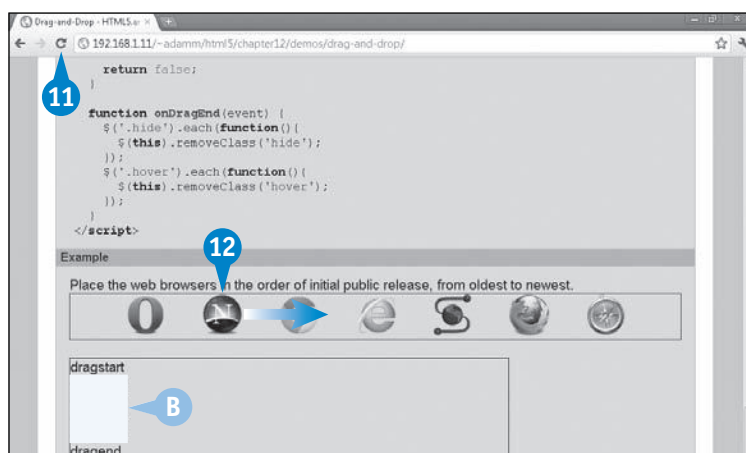 Drag-and-Drop - HTML5.ar
192.168.1.11/~adamm/html5/chapter12/demos/drag-and-drop/
return false;
}
11
function onDragEnd(event) {
$('.hide').each(function(){
$(this).removeClass('hide');
});
$('.hover').each(function(){
$(this).removeClass('hover');
});
}
</script>
12
Example
Place the web browsers in the order of initial public release, from oldest to newest.
N
dragstart
B
dragend